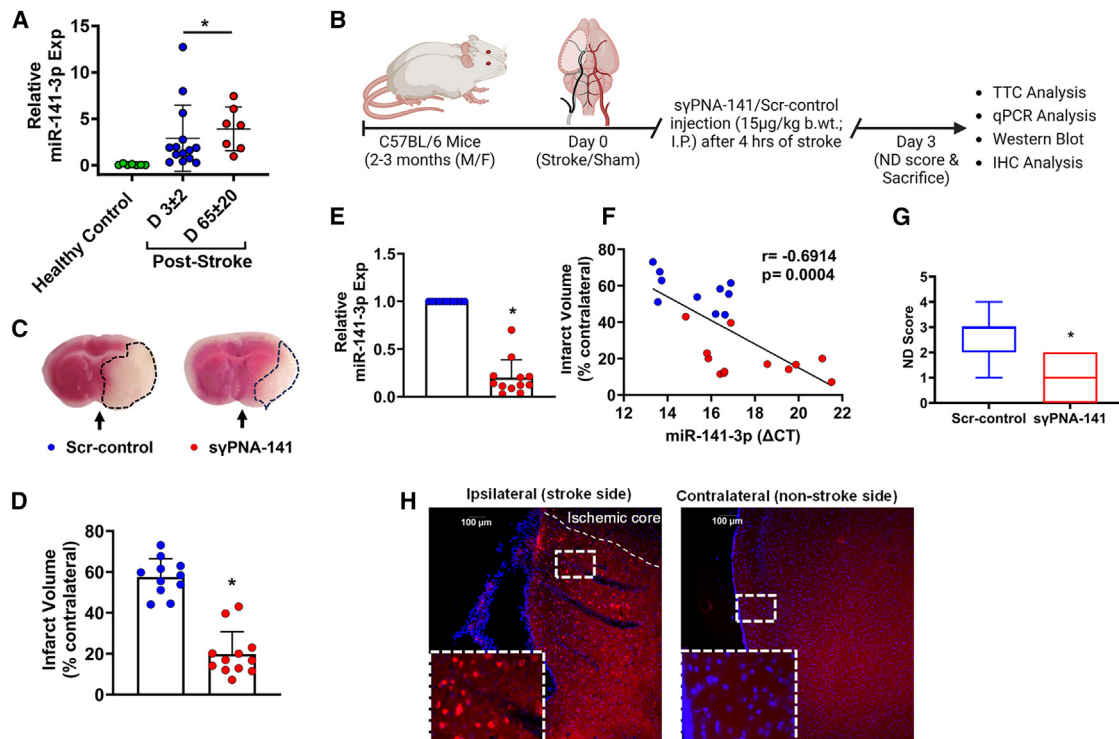 A
Relative
miR-141-3p Exp
15
10
5
0
*
Healthy Control
D 3±2
D 65±20
Post-Stroke
B
C57BL/6 Mice
(2-3 months (M/F)
Day 0
(Stroke/Sham)
sγPNA-141/Scr-control
injection (15µg/kg b.wt.;
I.P.) after 4 hrs of stroke
Day 3
(ND score &
Sacrifice)
• TTC Analysis
• qPCR Analysis
• Western Blot
• IHC Analysis
C
Scr-control
sγPNA-141
D
Infarct Volume
(% contralateral)
80
60
40
20
0
*
E
Relative
miR-141-3p Exp
1.5
1.0
0.5
0.0
*
F
Infarct Volume
(% contralateral)
80
60
40
20
0
r= -0.6914
p= 0.0004
12 14 16 18 20 22
miR-141-3p (ΔCT)
G
ND Score
5
4
3
2
1
0
*
Scr-control sγPNA-141
H
Ipsilateral (stroke side)
100 µm
Ischemic core
Contralateral (non-stroke side)
100 µm